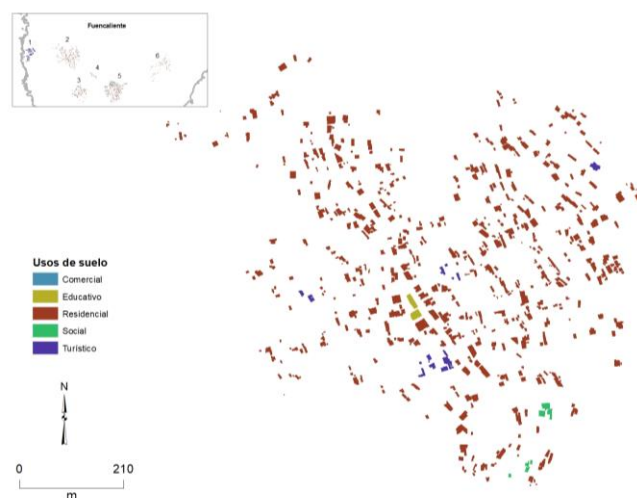 Fuencaliente
1
2
3
4
5
6
Usos de suelo
Comercial
Educativo
Residencial
Social
Turístico
N
0 210
m